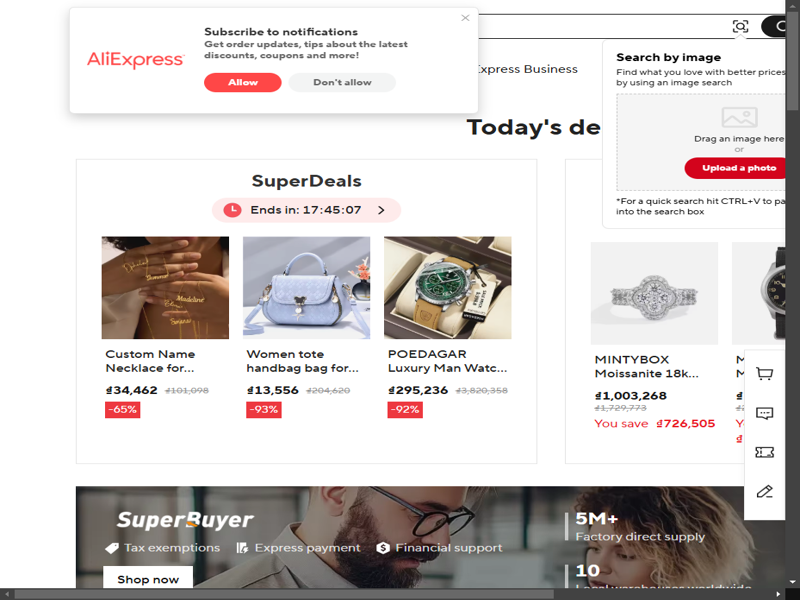 AliExpress
Subscribe to notifications
Get order updates, tips about the latest
discounts, coupons and more!
Allow
Don't allow
Express Business
Search by image
Find what you love with better prices
by using an image search
Drag an image here
or
Upload a photo
*For a quick search hit CTRL+V to pa
into the search box
Today's de
SuperDeals
Ends in: 17:45:07
Custom Name
Necklace for...
₫34,462 ₫101,098
-65%
Women tote
handbag bag for...
₫13,556 ₫204,620
-93%
POEDAGAR
Luxury Man Watc...
₫295,236 ₫3,820,358
-92%
MINTYBOX
Moissanite 18k...
₫1,003,268
₫1,729,773
You save ₫726,505
SuperBuyer
Tax exemptions
Express payment
Financial support
Shop now
5M+
Factory direct supply
10
Local warehouses worldwide